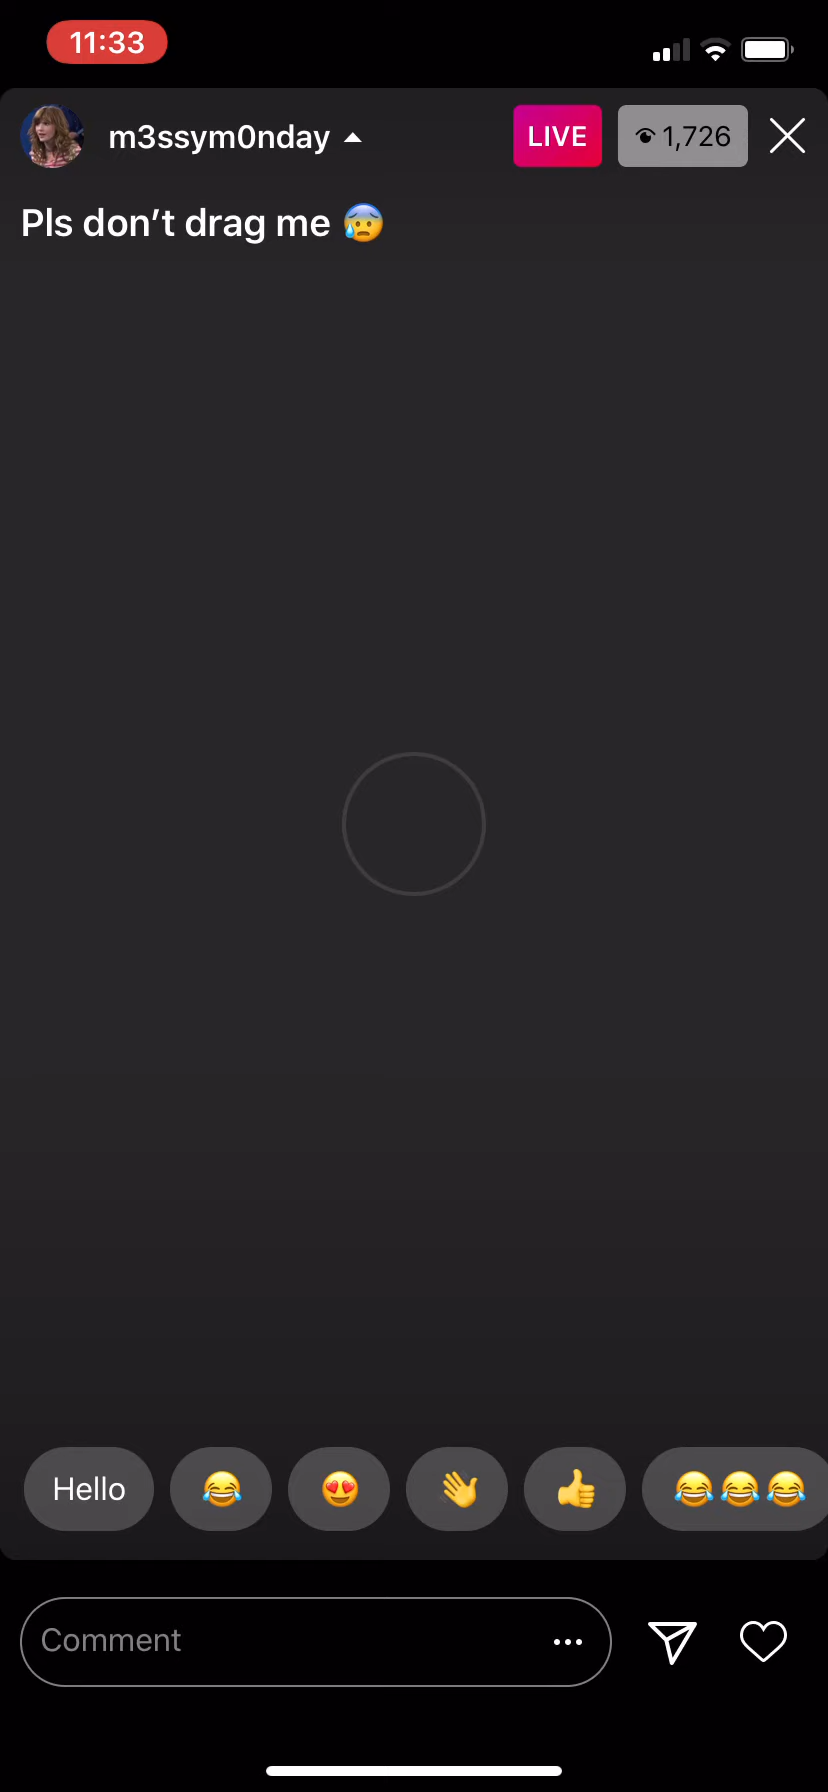 11:33
m3ssym0nday
LIVE
1,726
Pls don’t drag me 😰
Hello 😂 😍 👋 👍 😂😂😂
Comment